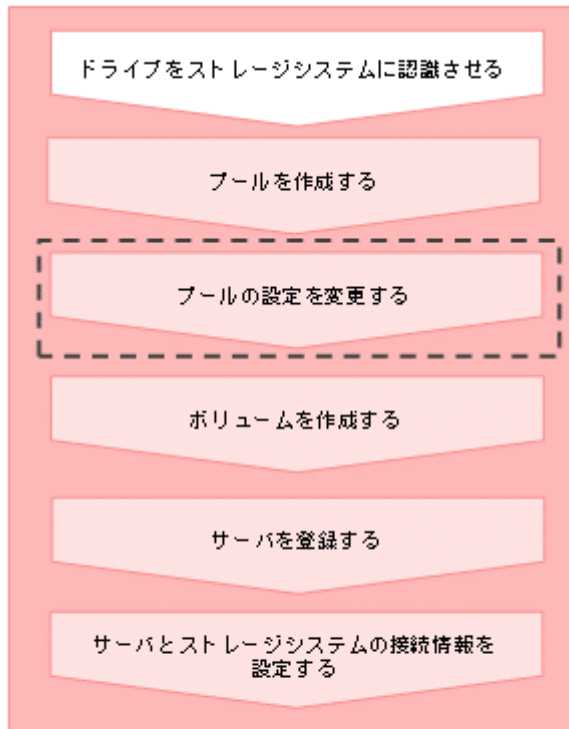 ドライブをストレージシステムに認識させる
プールを作成する
プールの設定を変更する
ボリュームを作成する
サーバを登録する
サーバとストレージシステムの接続情報を
設定する